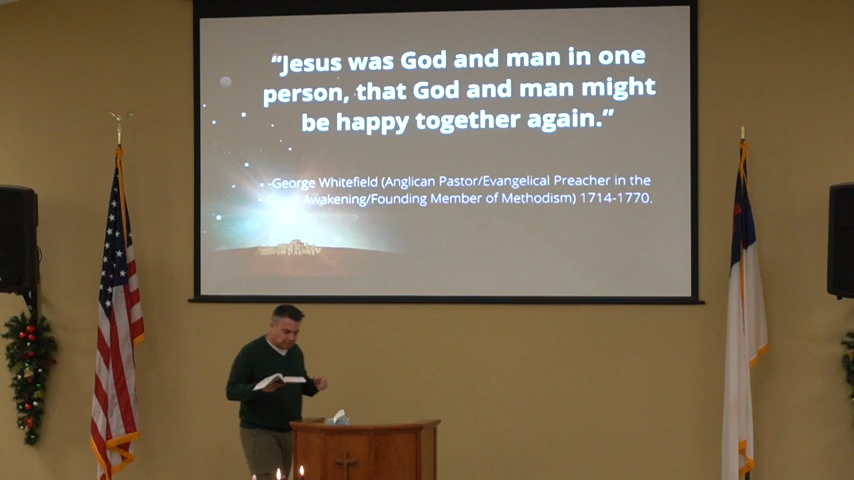 “Jesus was God and man in one
person, that God and man might
be happy together again.”
-George Whitefield (Anglican Pastor/Evangelical Preacher in the
Awakening/Founding Member of Methodism) 1714-1770.